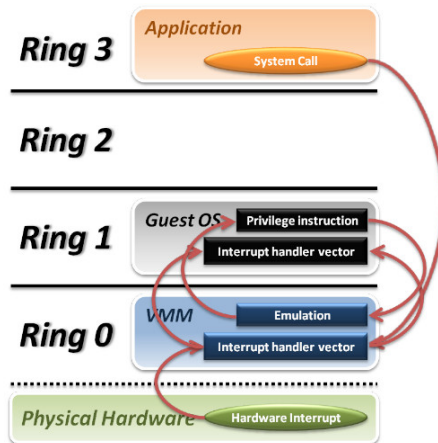 Ring 3
Application
System Call
Ring 2
Ring 1
Guest OS
Privilege instruction
Interrupt handler vector
Ring 0
VMM
Emulation
Interrupt handler vector
Physical Hardware
Hardware Interrupt